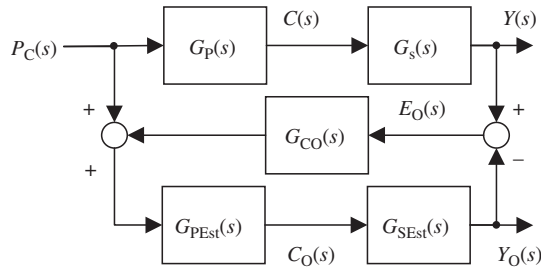 C(s) Y(s)
P_C(s) G_P(s) G_s(s)
+ E_O(s) +
G_CO(s)
+ −
G_PEst(s) G_SEst(s)
C_O(s) Y_O(s)